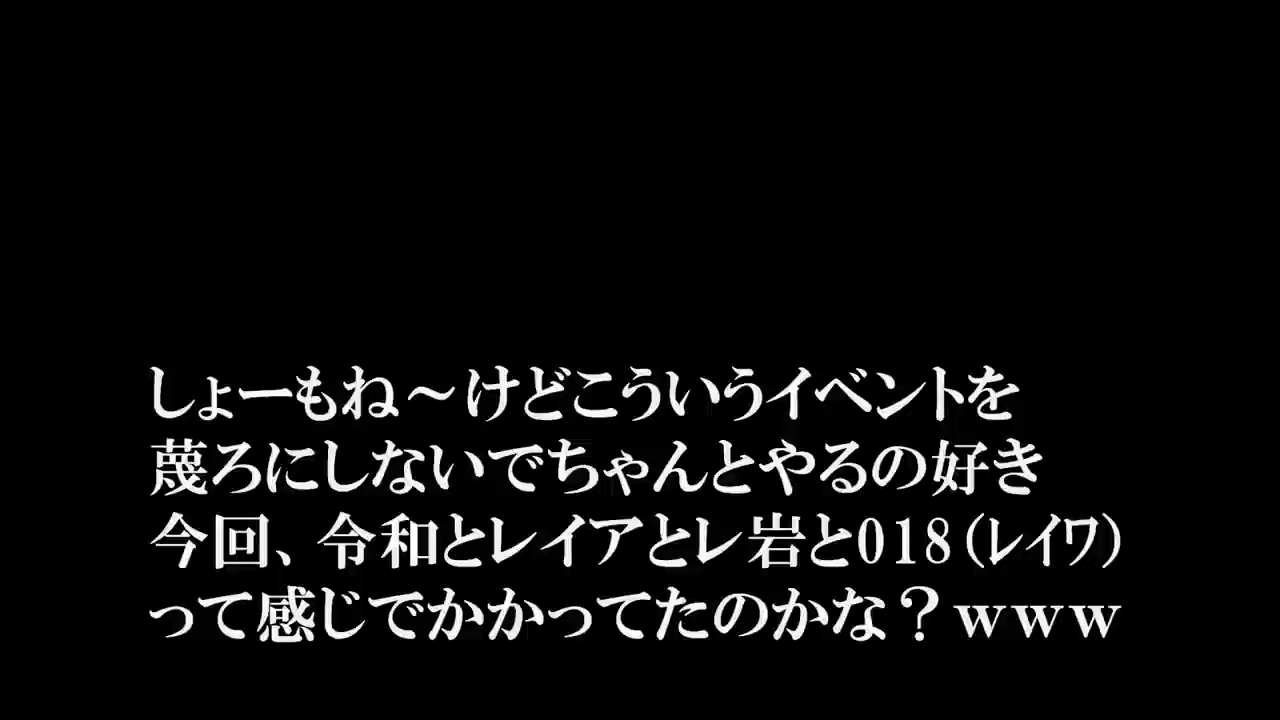 しょーもね～けどこういうイベントを
蔑ろにしないでちゃんとやるの好き
今回、令和とレイアとレ岩と018(ﾚｲﾜ)
って感じでかかってたのかな？ｗｗｗ